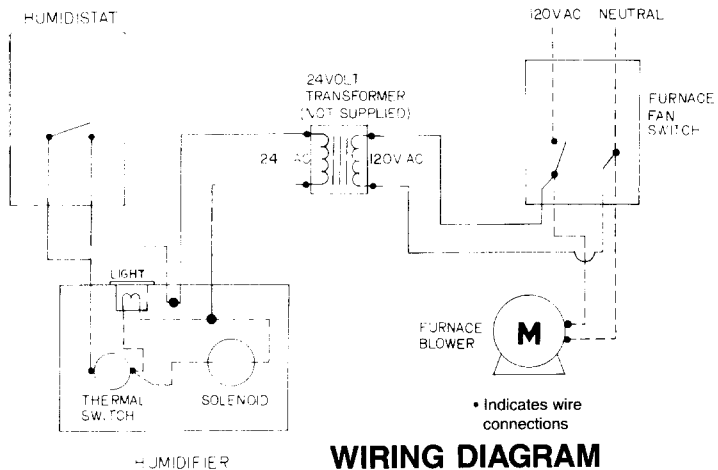 HUMIDISTAT
120VAC NEUTRAL
24VOLT
TRANSFORMER
(NOT SUPPLIED)
FURNACE
FAN
SWITCH
24 AC
120V AC
LIGHT
THERMAL
SWITCH
SOLENOID
HUMIDIFIER
FURNACE
BLOWER
M
• Indicates wire
connections
WIRING DIAGRAM